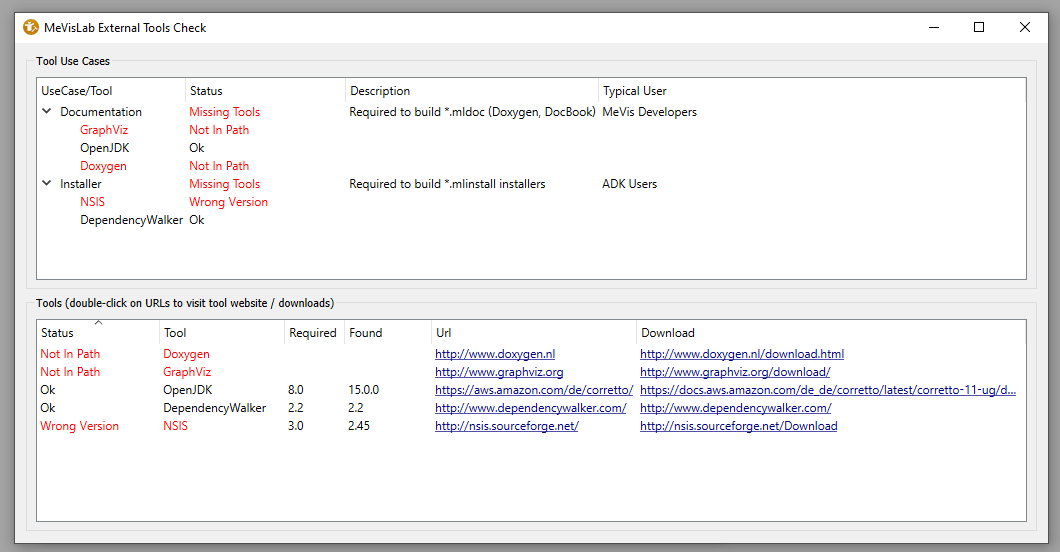 MeVisLab External Tools Check
Tool Use Cases
UseCase/Tool Status Description Typical User
Documentation Missing Tools Required to build *.mldoc (Doxygen, DocBook) MeVis Developers
GraphViz Not In Path
OpenJDK Ok
Doxygen Not In Path
Installer Missing Tools Required to build *.mlinstall installers ADK Users
NSIS Wrong Version
DependencyWalker Ok
Tools (double-click on URLs to visit tool website / downloads)
Status Tool Required Found Url Download
Not In Path Doxygen http://www.doxygen.nl http://www.doxygen.nl/download.html
Not In Path GraphViz http://www.graphviz.org http://www.graphviz.org/download/
Ok OpenJDK 8.0 15.0.0 https://aws.amazon.com/de/corretto/ https://docs.aws.amazon.com/de_de/corretto/latest/corretto-11-ug/d...
Ok DependencyWalker 2.2 2.2 http://www.dependencywalker.com/ http://www.dependencywalker.com/
Wrong Version NSIS 3.0 2.45 http://nsis.sourceforge.net/ http://nsis.sourceforge.net/Download